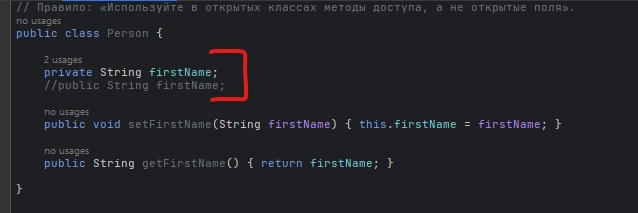 // Правило: «Используйте в открытых классах методы доступа, а не открытые поля».
no usages
public class Person {
2 usages
private String firstName;
//public String firstName;
no usages
public void setFirstName(String firstName) { this.firstName = firstName; }
no usages
public String getFirstName() { return firstName; }
}